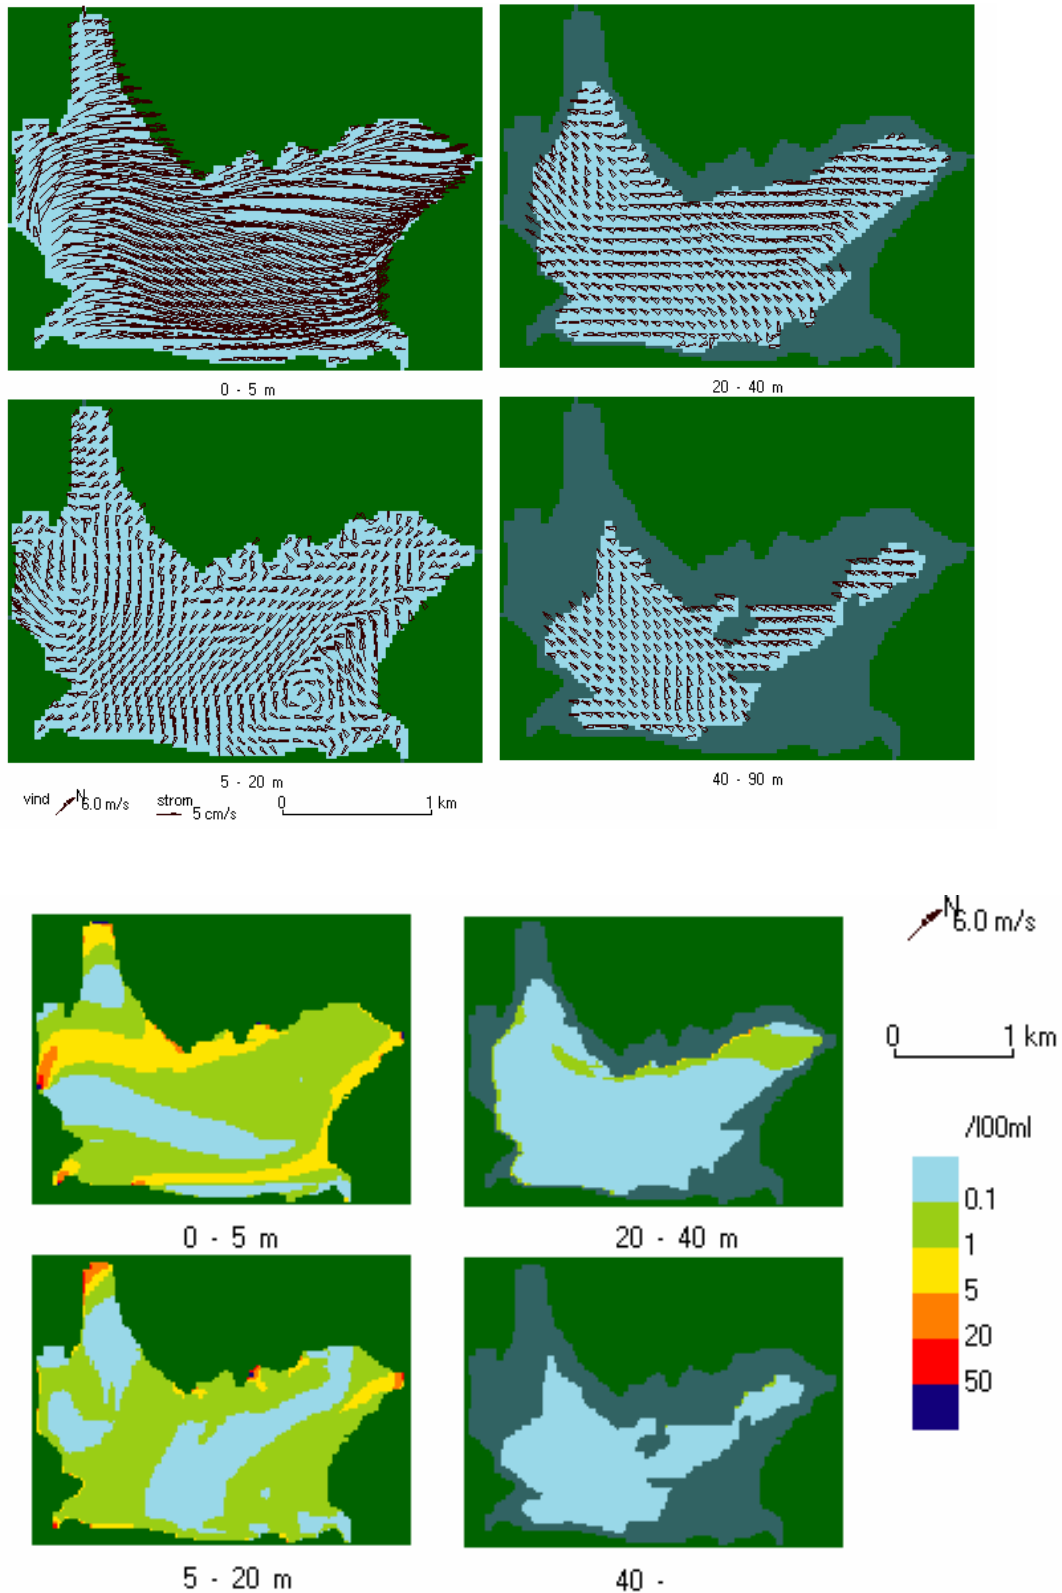 0 - 5 m
20 - 40 m
5 - 20 m
40 - 90 m
vind N 6.0 m/s strom 5 cm/s 0 1 km
N 6.0 m/s
0 1 km
/100ml
0.1
1
5
20
50
0 - 5 m
20 - 40 m
5 - 20 m
40 -